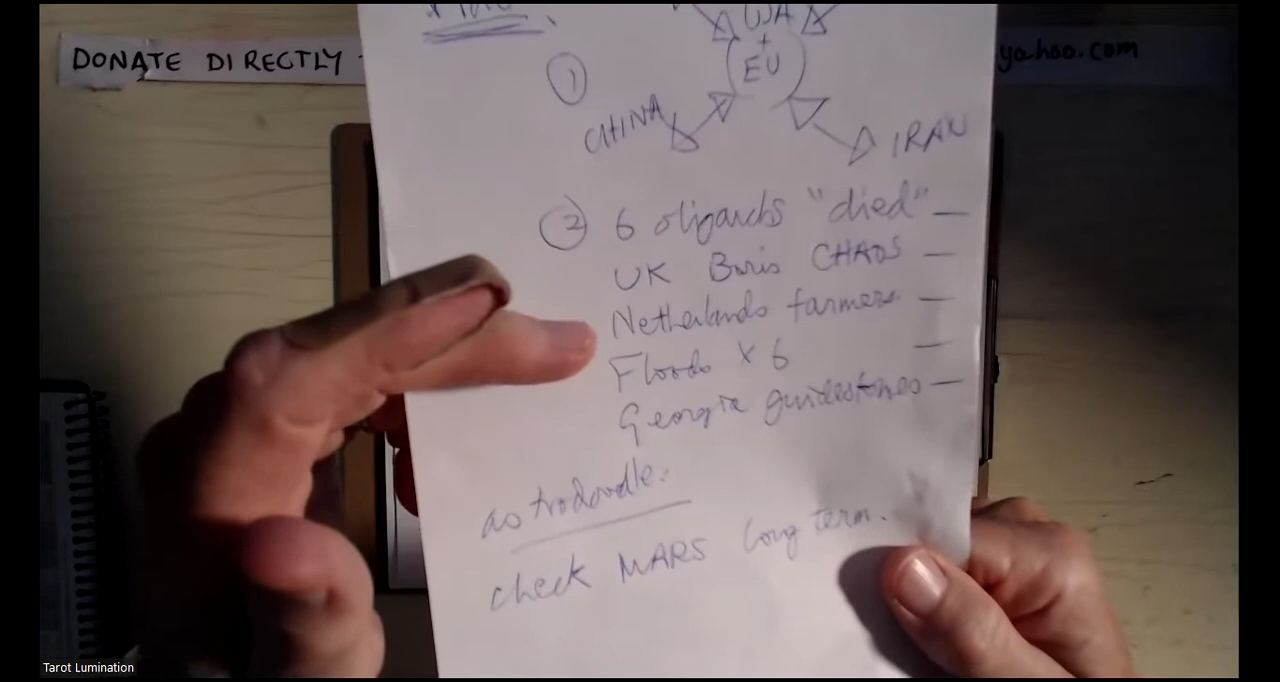 DONATE DIRECTLY
yahoo.com
USA
+
EU
1
CHINA
IRAN
2 6 oligarchs "died" —
UK Boris CHAOS —
Netherlands farmers —
Floods x 6 —
Georgia guidestones —
astrodoodle:
check MARS long term.
Tarot Lumination